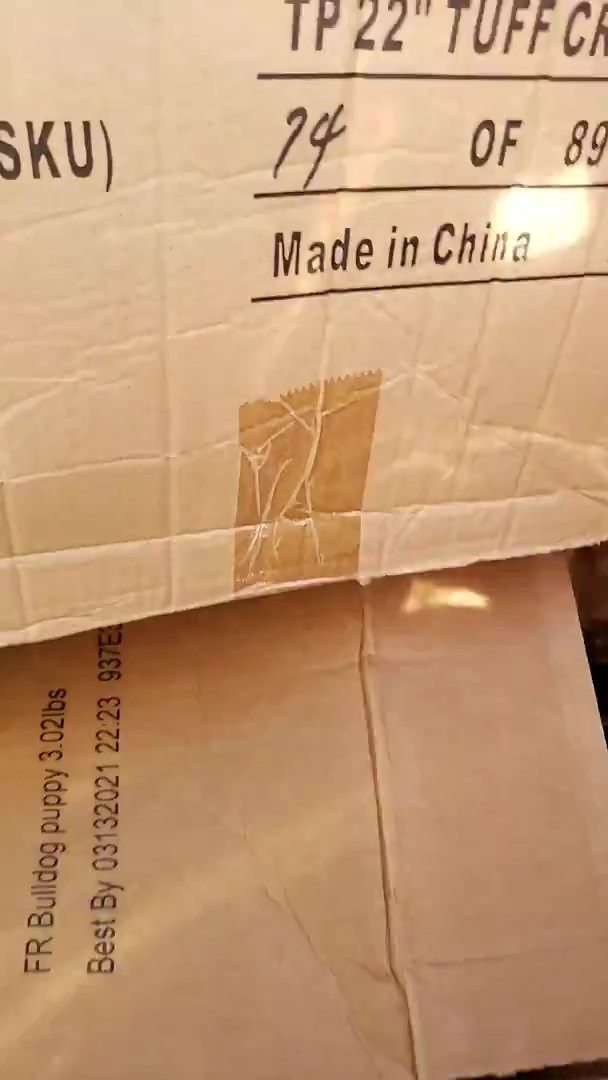 TP 22" TUFF CR
SKU)
74 OF 89
Made in China
FR Bulldog puppy 3.02lbs
Best By 03132021 22:23 937E